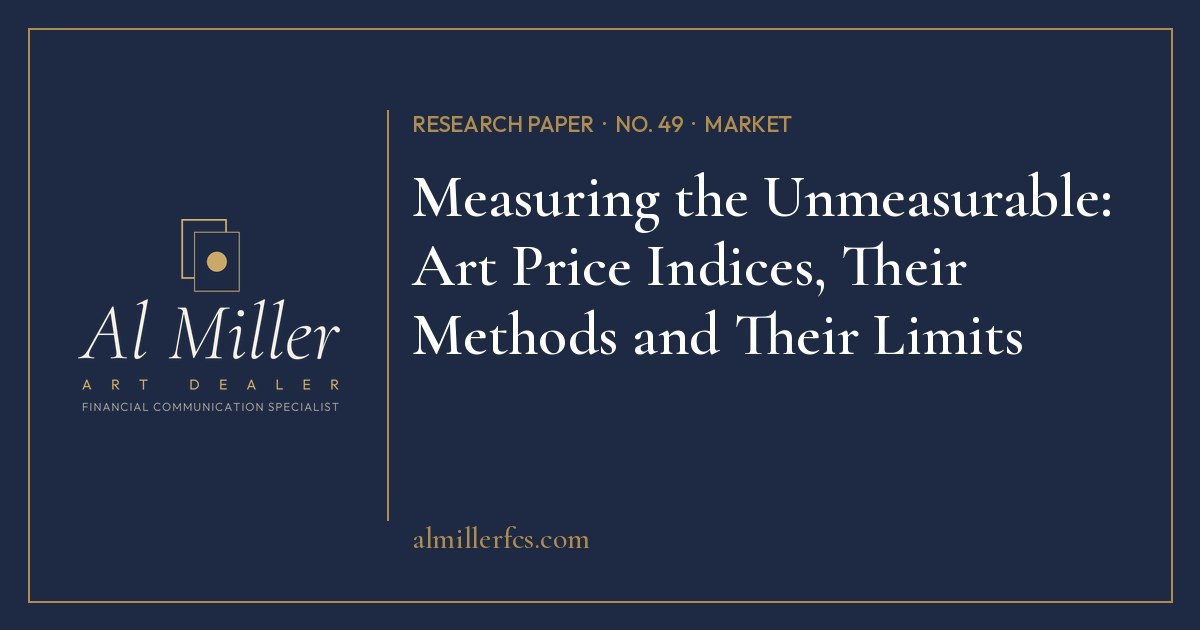 Al Miller
ART DEALER
FINANCIAL COMMUNICATION SPECIALIST
RESEARCH PAPER · NO. 49 · MARKET
Measuring the Unmeasurable:
Art Price Indices, Their
Methods and Their Limits
almillerfcs.com